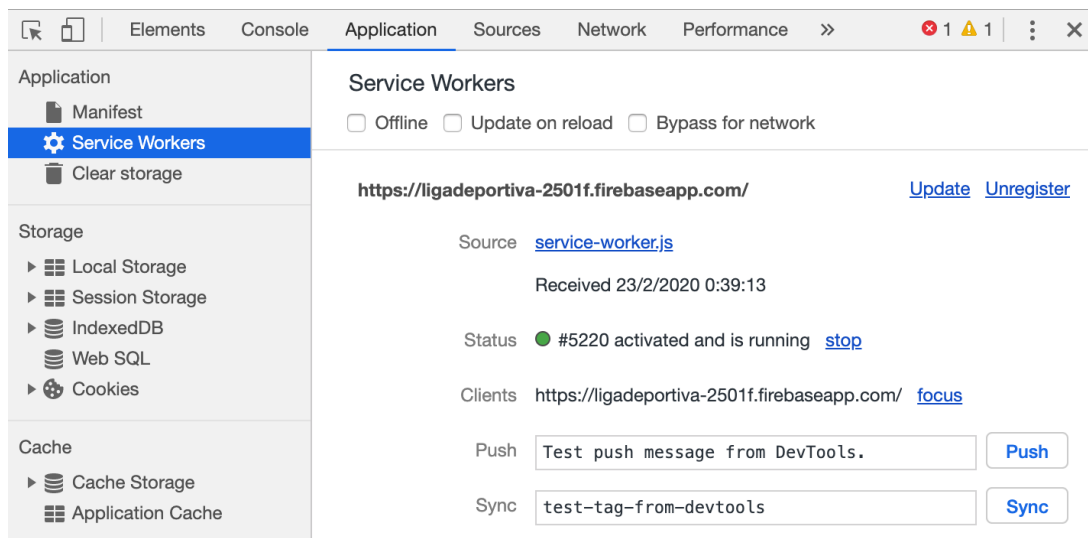 Elements Console Application Sources Network Performance » 1 1
Application
Manifest
Service Workers
Clear storage
Storage
Local Storage
Session Storage
IndexedDB
Web SQL
Cookies
Cache
Cache Storage
Application Cache
Service Workers
Offline Update on reload Bypass for network
https://ligadeportiva-2501f.firebaseapp.com/ Update Unregister
Source service-worker.js
Received 23/2/2020 0:39:13
Status #5220 activated and is running stop
Clients https://ligadeportiva-2501f.firebaseapp.com/ focus
Push Test push message from DevTools. Push
Sync test-tag-from-devtools Sync